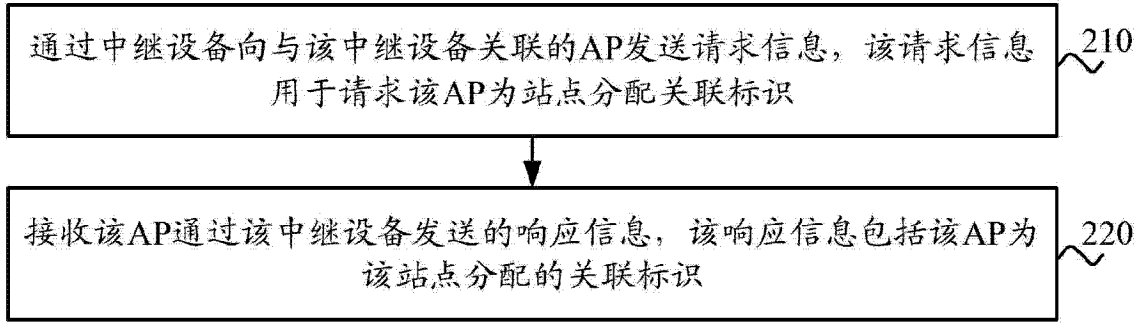 通过中继设备向与该中继设备关联的AP发送请求信息，该请求信息
用于请求该AP为站点分配关联标识
210
接收该AP通过该中继设备发送的响应信息，该响应信息包括该AP为
该站点分配的关联标识
220